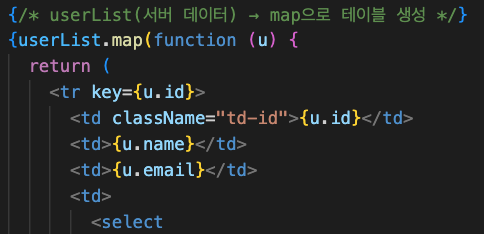 {/* userList(서버 데이터) → map으로 테이블 생성 */}
{userList.map(function (u) {
return (
<tr key={u.id}>
<td className="td-id">{u.id}</td>
<td>{u.name}</td>
<td>{u.email}</td>
<td>
<select